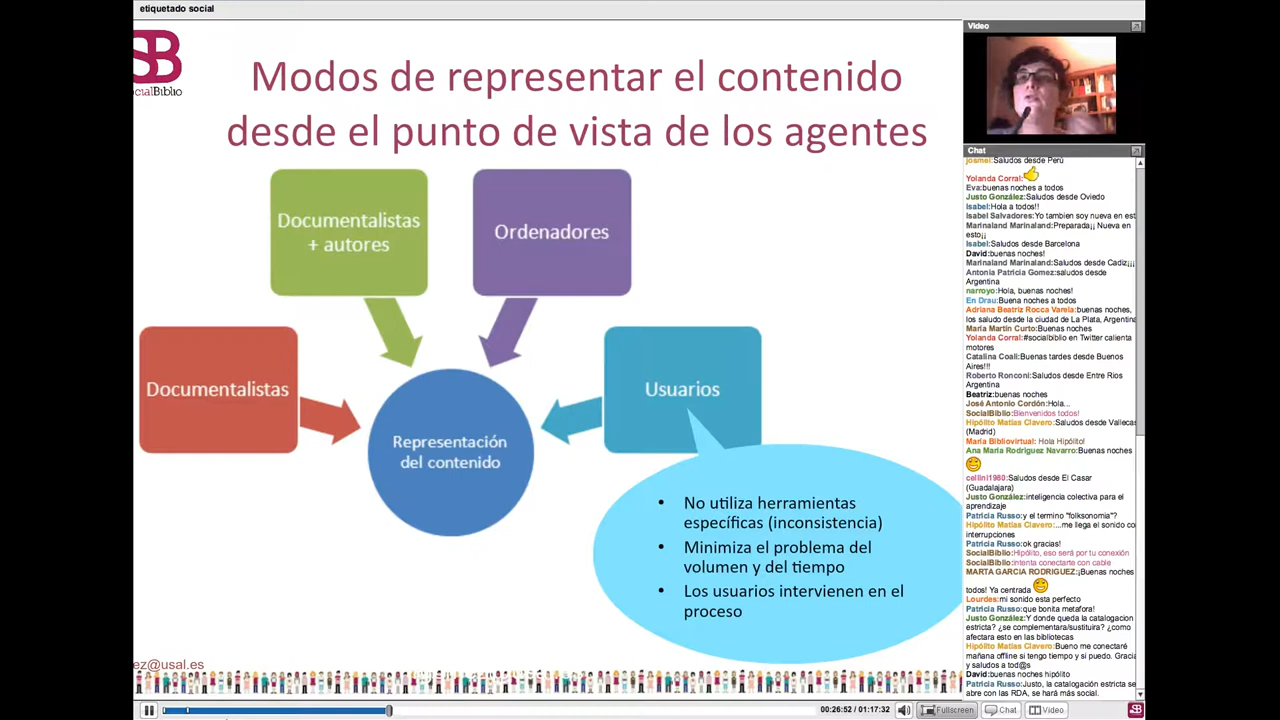 etiquetado social
SB
ocialBiblio
Modos de representar el contenido
desde el punto de vista de los agentes
Documentalistas
+ autores
Ordenadores
Documentalistas
Usuarios
Representación
del contenido
• No utiliza herramientas
específicas (inconsistencia)
• Minimiza el problema del
volumen y del tiempo
• Los usuarios intervienen en el
proceso
ez@usal.es
Video
Chat
josmel:Saludos desde Perú
Yolanda Corral:
Eva:buenas noches a todos
Justo González:Saludos desde Oviedo
Isabel:Hola a todos!!
Isabel Salvadores:Yo tambien soy nueva en est
Marinaland Marinaland:Preparada¡¡ Nueva en
esto¡¡
Isabel:Saludos desde Barcelona
David:buenas noches!
Marinaland Marinaland:Saludos desde Cadiz¡¡¡
Antonia Patricia Gomez:saludos desde
Argentina
narroyo:Hola, buenas noches!
En Drau:Buena noches a todos
Adriana Beatriz Rocca Varela:buenas noches,
los saludo desde la ciudad de La Plata, Argentina
Maria Martín Curto:Buenas noches
Yolanda Corral:#socialbiblio en Twitter calienta
motores
Catalina Coali:Buenas tardes desde Buenos
Aires!!!
Roberto Ronconi:Saludos desde Entre Rios
Argentina
Beatriz:buenas noches
José Antonio Cordón:Hola...
SocialBiblio:Bienvenidos todos!
Hipólito Matías Clavero:Saludos desde Vallecas
(Madrid)
María Bibliovirtual: Hola Hipólito!
Ana Maria Rodriguez Navarro:Buenas noches
cellini1980:Saludos desde El Casar
(Guadalajara)
Justo González:inteligencia colectiva para el
aprendizaje
Patricia Russo:y el termino "folksonomia"?
Hipólito Matías Clavero:...me llega el sonido co
interrupciones
Patricia Russo:ok gracias!
SocialBiblio:Hipólito, eso será por tu conexión
SocialBiblio:intenta conectarte con cable
MARTA GARCIA RODRIGUEZ:¡Buenas noches
todos! Ya centrada
Lourdes:mi sonido esta perfecto
Patricia Russo:que bonita metafora!
Justo González:Y donde queda la catalogacion
estricta? ¿se complementara/sustituira? ¿como
afectara esto en las bibliotecas
Hipólito Matías Clavero:Bueno me conectaré
mañana offline si tengo tiempo y si puedo. Gracia
y saludos a tod@s
David:buenas noches hipólito
Patricia Russo:Justo, la catalogación estricta se
abre con las RDA, se hará más social.
00:26:52 / 01:17:32
Fullscreen
Chat
Video
SB